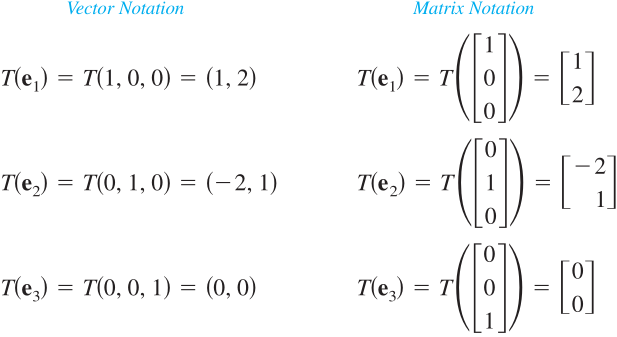 Vector Notation Matrix Notation
T(e₁) = T(1, 0, 0) = (1, 2) T(e₁) = T([1 0 0]) = [1 2]
T(e₂) = T(0, 1, 0) = (−2, 1) T(e₂) = T([0 1 0]) = [−2 1]
T(e₃) = T(0, 0, 1) = (0, 0) T(e₃) = T([0 0 1]) = [0 0]